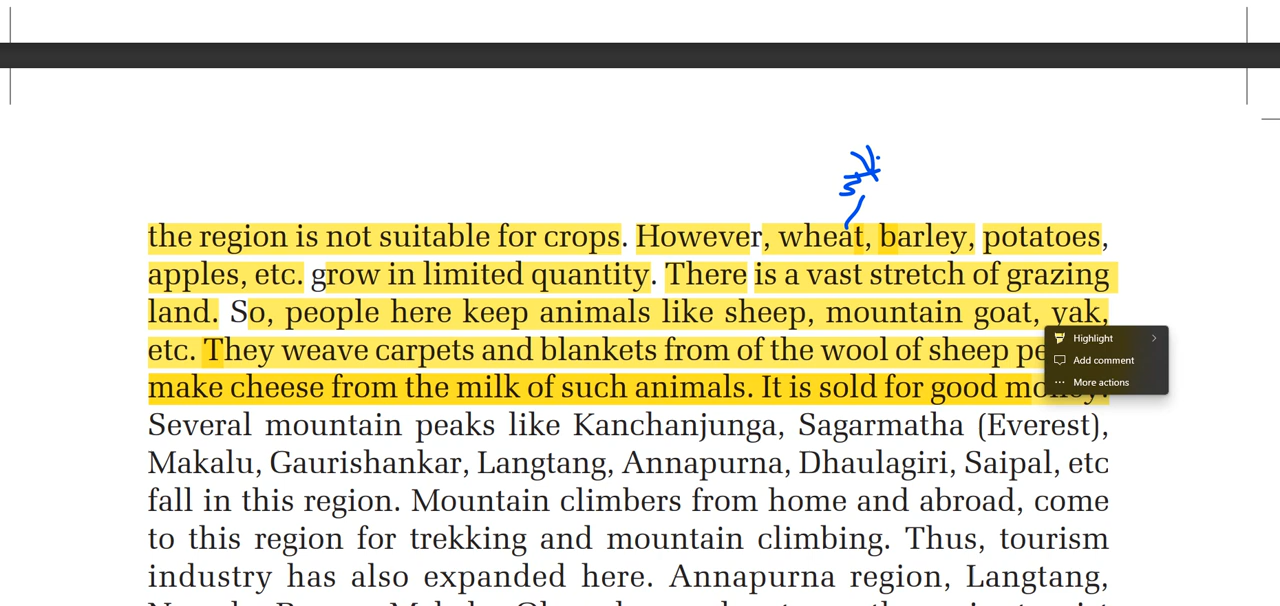 the region is not suitable for crops. However, wheat, barley, potatoes,
apples, etc. grow in limited quantity. There is a vast stretch of grazing
land. So, people here keep animals like sheep, mountain goat, yak,
etc. They weave carpets and blankets from of the wool of sheep
make cheese from the milk of such animals. It is sold for good money.
Highlight
Add comment
More actions
Several mountain peaks like Kanchanjunga, Sagarmatha (Everest),
Makalu, Gaurishankar, Langtang, Annapurna, Dhaulagiri, Saipal, etc
fall in this region. Mountain climbers from home and abroad, come
to this region for trekking and mountain climbing. Thus, tourism
industry has also expanded here. Annapurna region, Langtang,